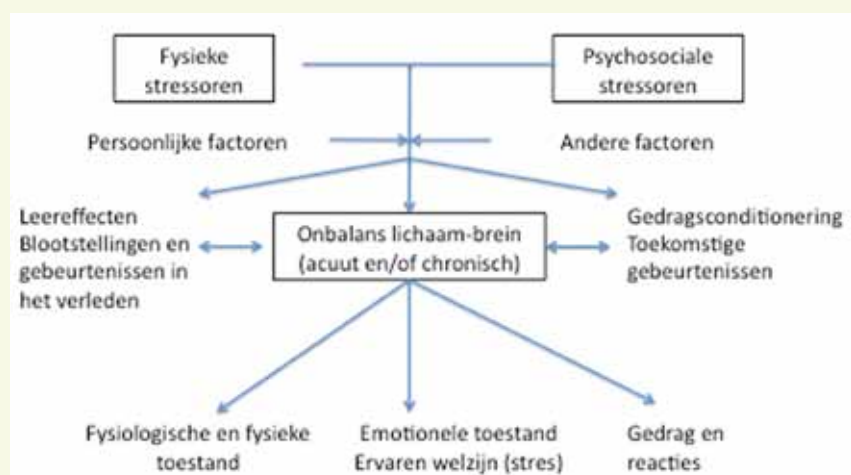 Fysieke
stressoren
Psychosociale
stressoren
Persoonlijke factoren
Andere factoren
Leereffecten
Blootstellingen en
gebeurtenissen in
het verleden
Onbalans lichaam-brein
(acuut en/of chronisch)
Gedragsconditionering
Toekomstige
gebeurtenissen
Fysiologische en fysieke
toestand
Emotionele toestand
Ervaren welzijn (stres)
Gedrag en
reacties